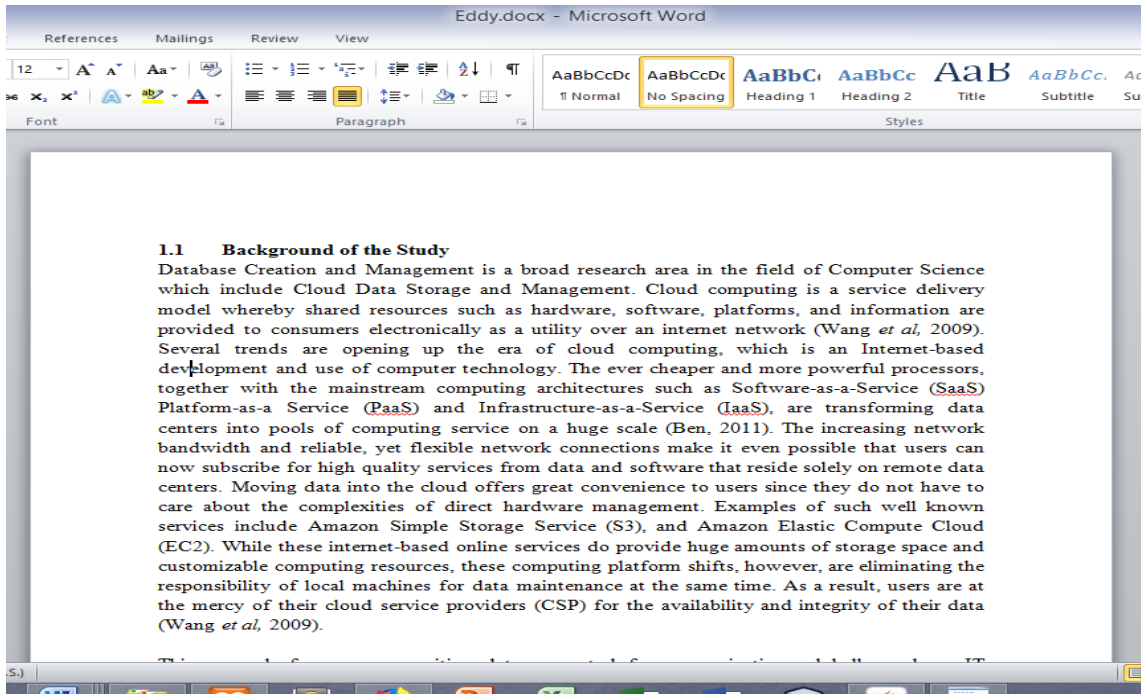 Eddy.docx - Microsoft Word
References Mailings Review View
12 A A Aa
AaBbCcDc AaBbCcDc AaBbC AaBbCc AaB AaBbCc.
¶ Normal No Spacing Heading 1 Heading 2 Title Subtitle
Font Paragraph Styles
1.1 Background of the Study
Database Creation and Management is a broad research area in the field of Computer Science
which include Cloud Data Storage and Management. Cloud computing is a service delivery
model whereby shared resources such as hardware, software, platforms, and information are
provided to consumers electronically as a utility over an internet network (Wang et al, 2009).
Several trends are opening up the era of cloud computing, which is an Internet-based
development and use of computer technology. The ever cheaper and more powerful processors,
together with the mainstream computing architectures such as Software-as-a-Service (SaaS)
Platform-as-a Service (PaaS) and Infrastructure-as-a-Service (IaaS), are transforming data
centers into pools of computing service on a huge scale (Ben, 2011). The increasing network
bandwidth and reliable, yet flexible network connections make it even possible that users can
now subscribe for high quality services from data and software that reside solely on remote data
centers. Moving data into the cloud offers great convenience to users since they do not have to
care about the complexities of direct hardware management. Examples of such well known
services include Amazon Simple Storage Service (S3), and Amazon Elastic Compute Cloud
(EC2). While these internet-based online services do provide huge amounts of storage space and
customizable computing resources, these computing platform shifts, however, are eliminating the
responsibility of local machines for data maintenance at the same time. As a result, users are at
the mercy of their cloud service providers (CSP) for the availability and integrity of their data
(Wang et al, 2009).
.S.)